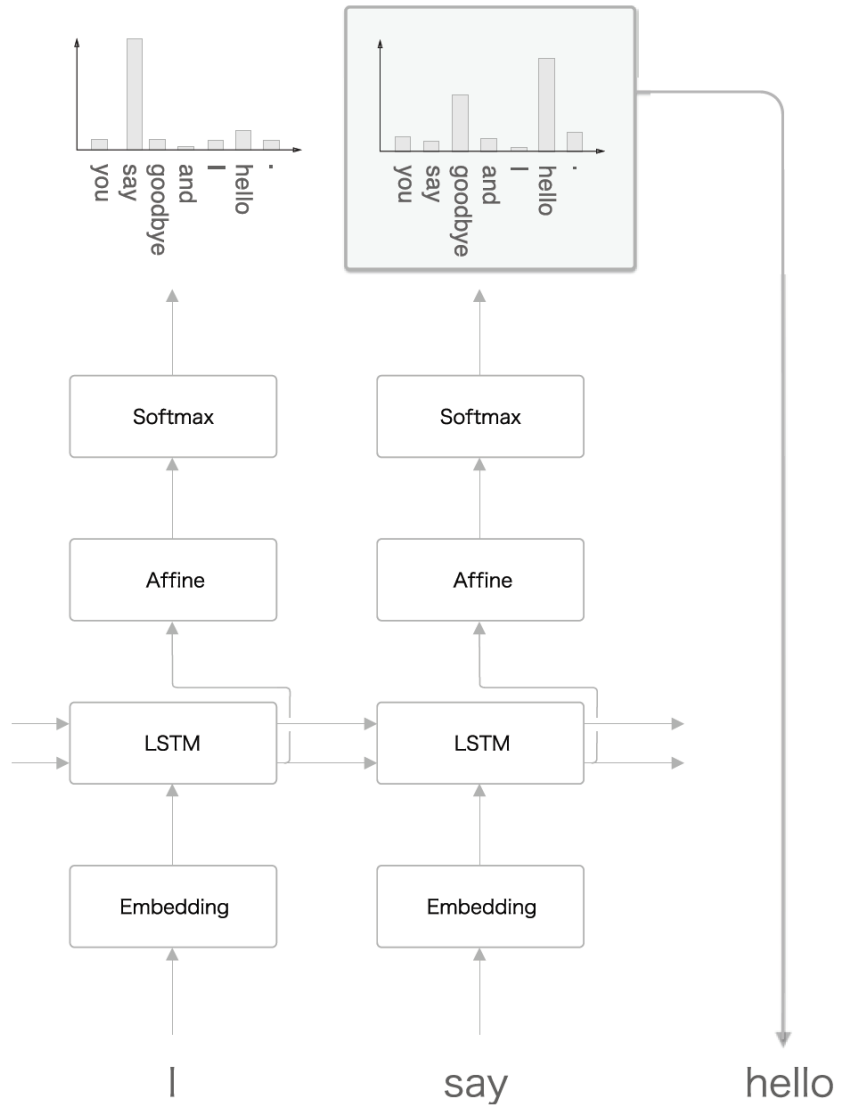 you say goodbye and I hello .
you say goodbye and I hello .
Softmax Softmax
Affine Affine
LSTM LSTM
Embedding Embedding
I say hello